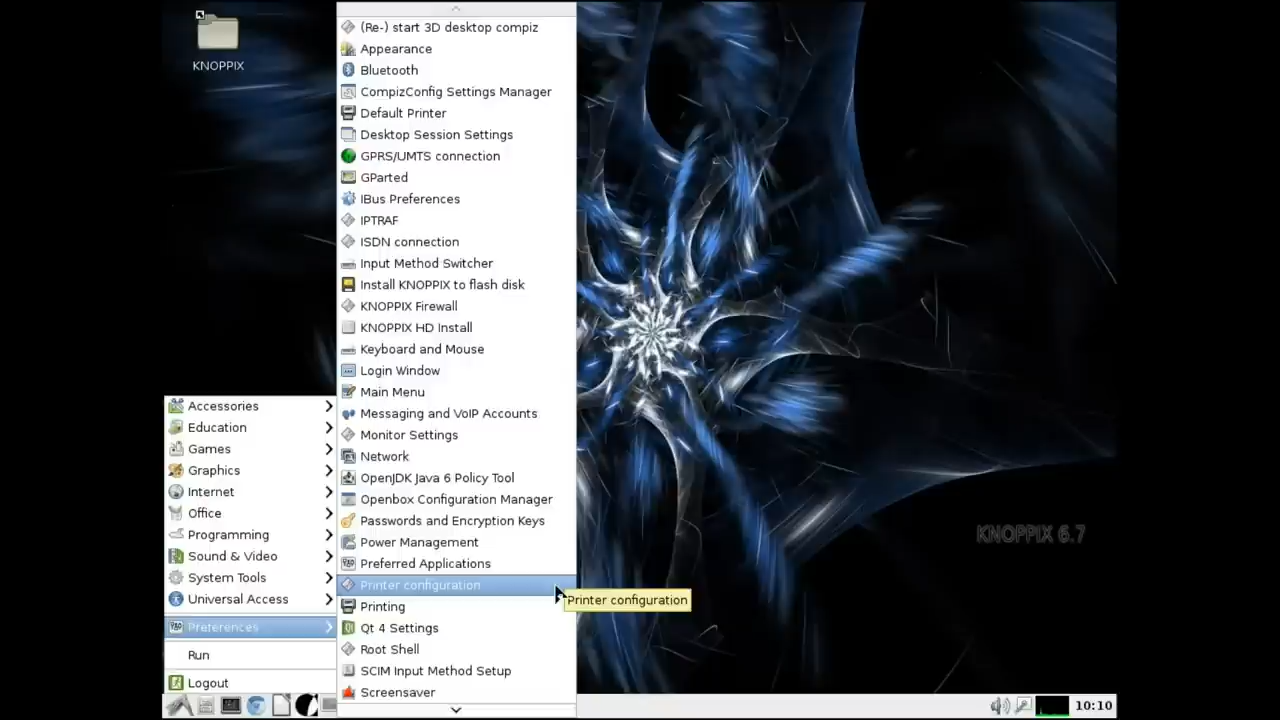 KNOPPIX
(Re-) start 3D desktop compiz
Appearance
Bluetooth
CompizConfig Settings Manager
Default Printer
Desktop Session Settings
GPRS/UMTS connection
GParted
IBus Preferences
IPTRAF
ISDN connection
Input Method Switcher
Install KNOPPIX to flash disk
KNOPPIX Firewall
KNOPPIX HD Install
Keyboard and Mouse
Login Window
Main Menu
Messaging and VoIP Accounts
Monitor Settings
Network
OpenJDK Java 6 Policy Tool
Openbox Configuration Manager
Passwords and Encryption Keys
Power Management
Preferred Applications
Printer configuration
Printing
Qt 4 Settings
Root Shell
SCIM Input Method Setup
Screensaver
Accessories
Education
Games
Graphics
Internet
Office
Programming
Sound & Video
System Tools
Universal Access
Preferences
Run
Logout
Printer configuration
KNOPPIX 6.7
10:10